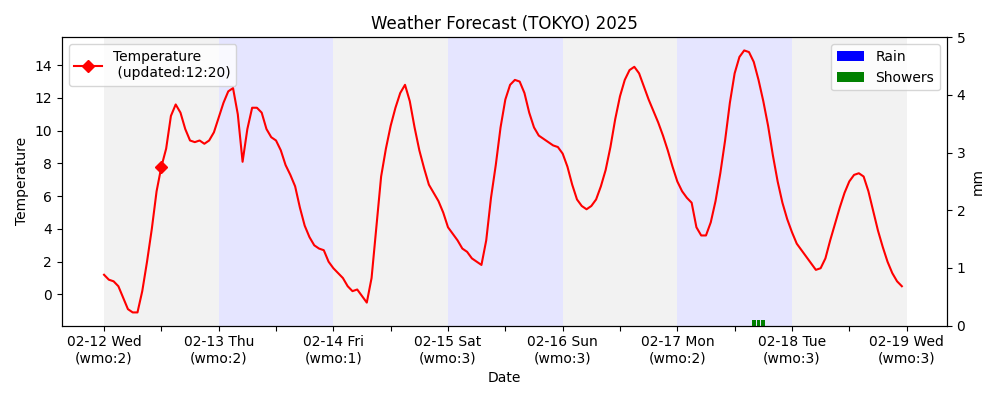 Weather Forecast (TOKYO) 2025
Temperature
(updated:12:20)
Rain
Showers
14
12
10
8
6
4
2
0
Temperature
5
4
3
2
1
0
mm
02-12 Wed
(wmo:2)
02-13 Thu
(wmo:2)
02-14 Fri
(wmo:1)
02-15 Sat
(wmo:3)
02-16 Sun
(wmo:3)
02-17 Mon
(wmo:2)
02-18 Tue
(wmo:3)
02-19 Wed
(wmo:3)
Date